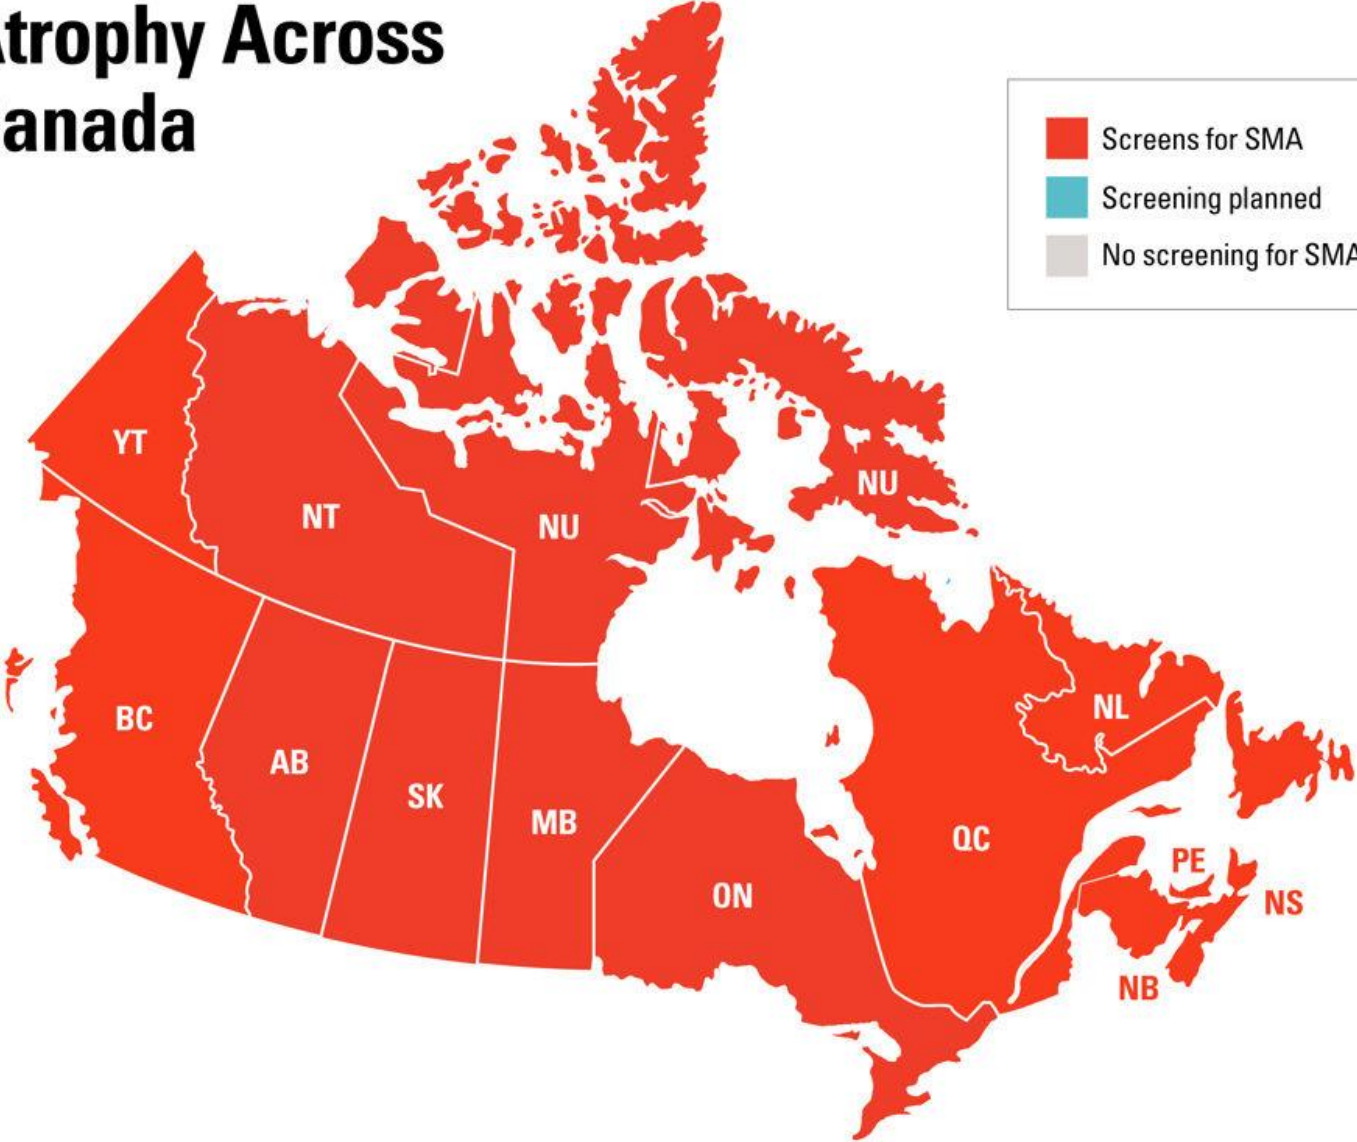 trophy Across
anada
Screens for SMA
Screening planned
No screening for SMA
YT
NT
NU
NU
BC
AB
SK
MB
ON
QC
NL
PE
NS
NB